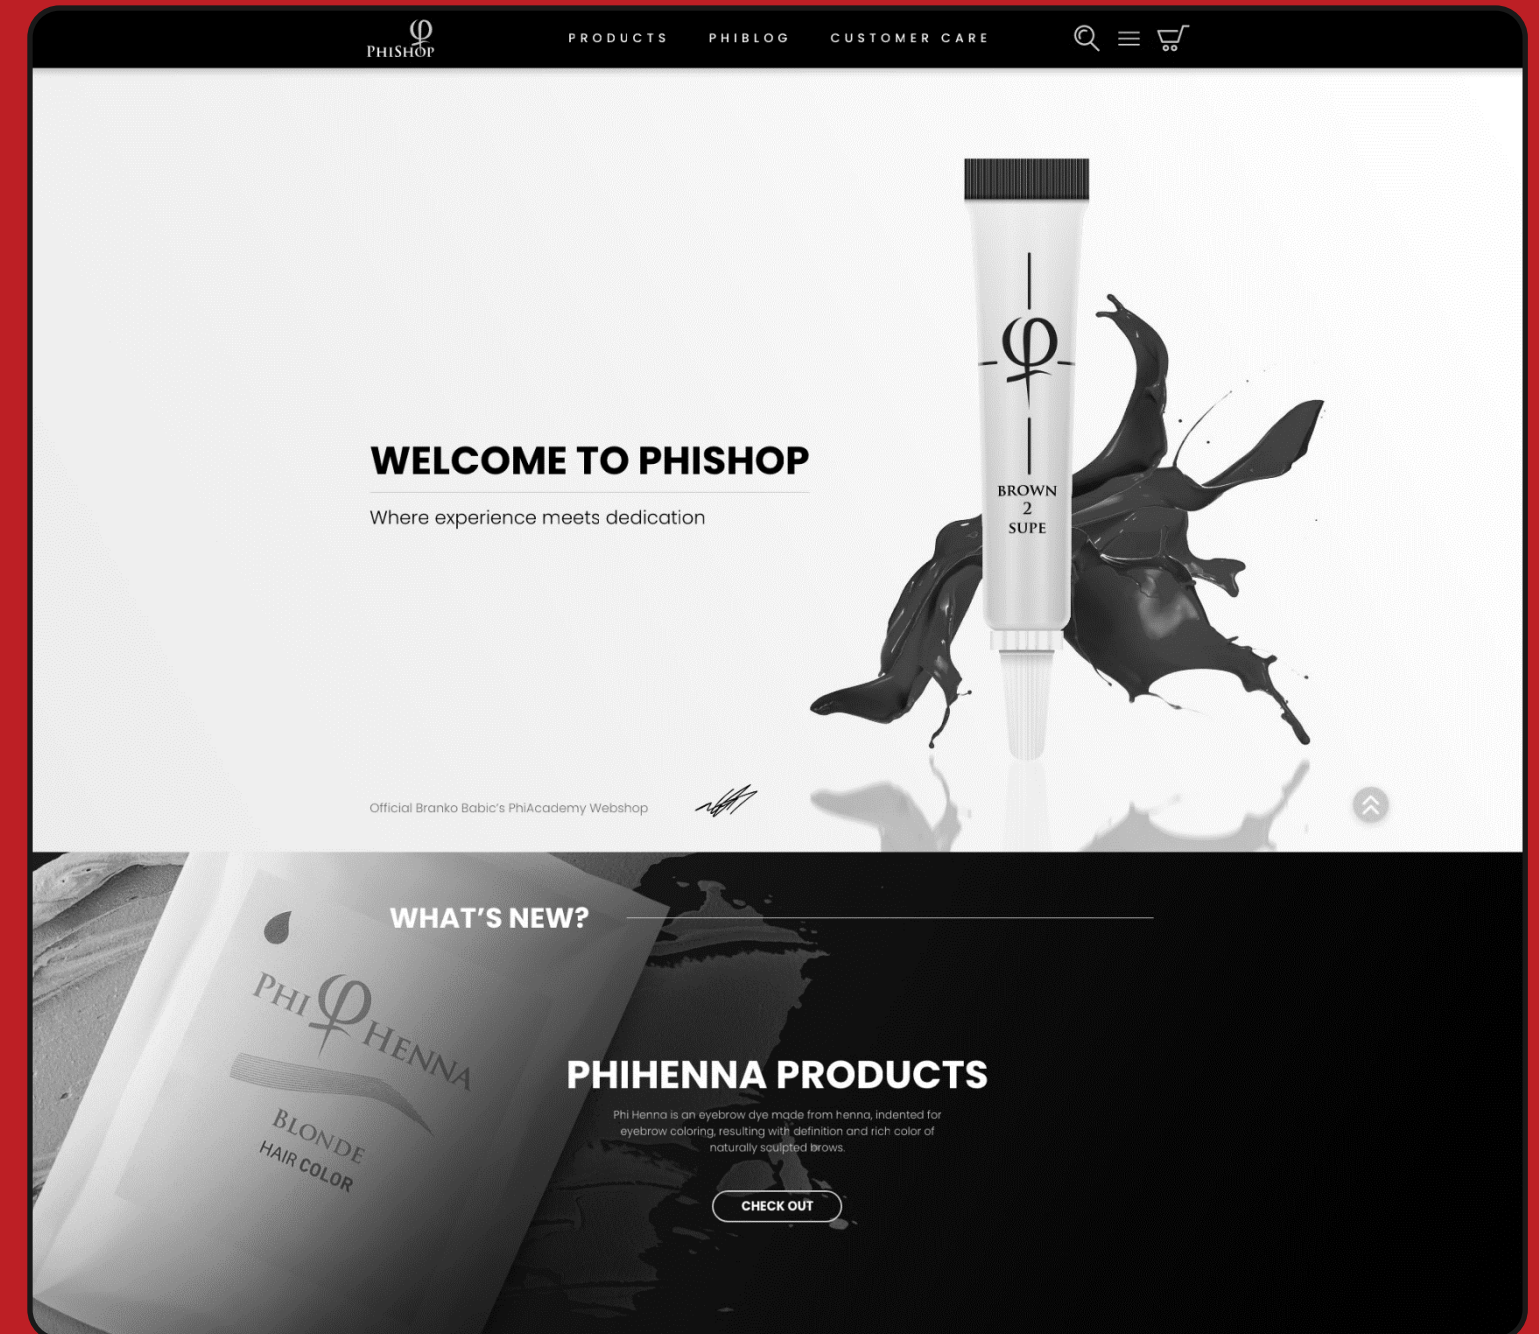 PHISHOP
PRODUCTS
PHIBLOG
CUSTOMER CARE
BROWN
2
SUPE
WELCOME TO PHISHOP
Where experience meets dedication
Official Branko Babic's PhiAcademy Webshop
WHAT'S NEW?
PHI HENNA
BLONDE
HAIR COLOR
PHIHENNA PRODUCTS
Phi Henna is an eyebrow dye made from henna, indented for
eyebrow coloring, resulting with definition and rich color of
naturally sculpted brows.
CHECK OUT